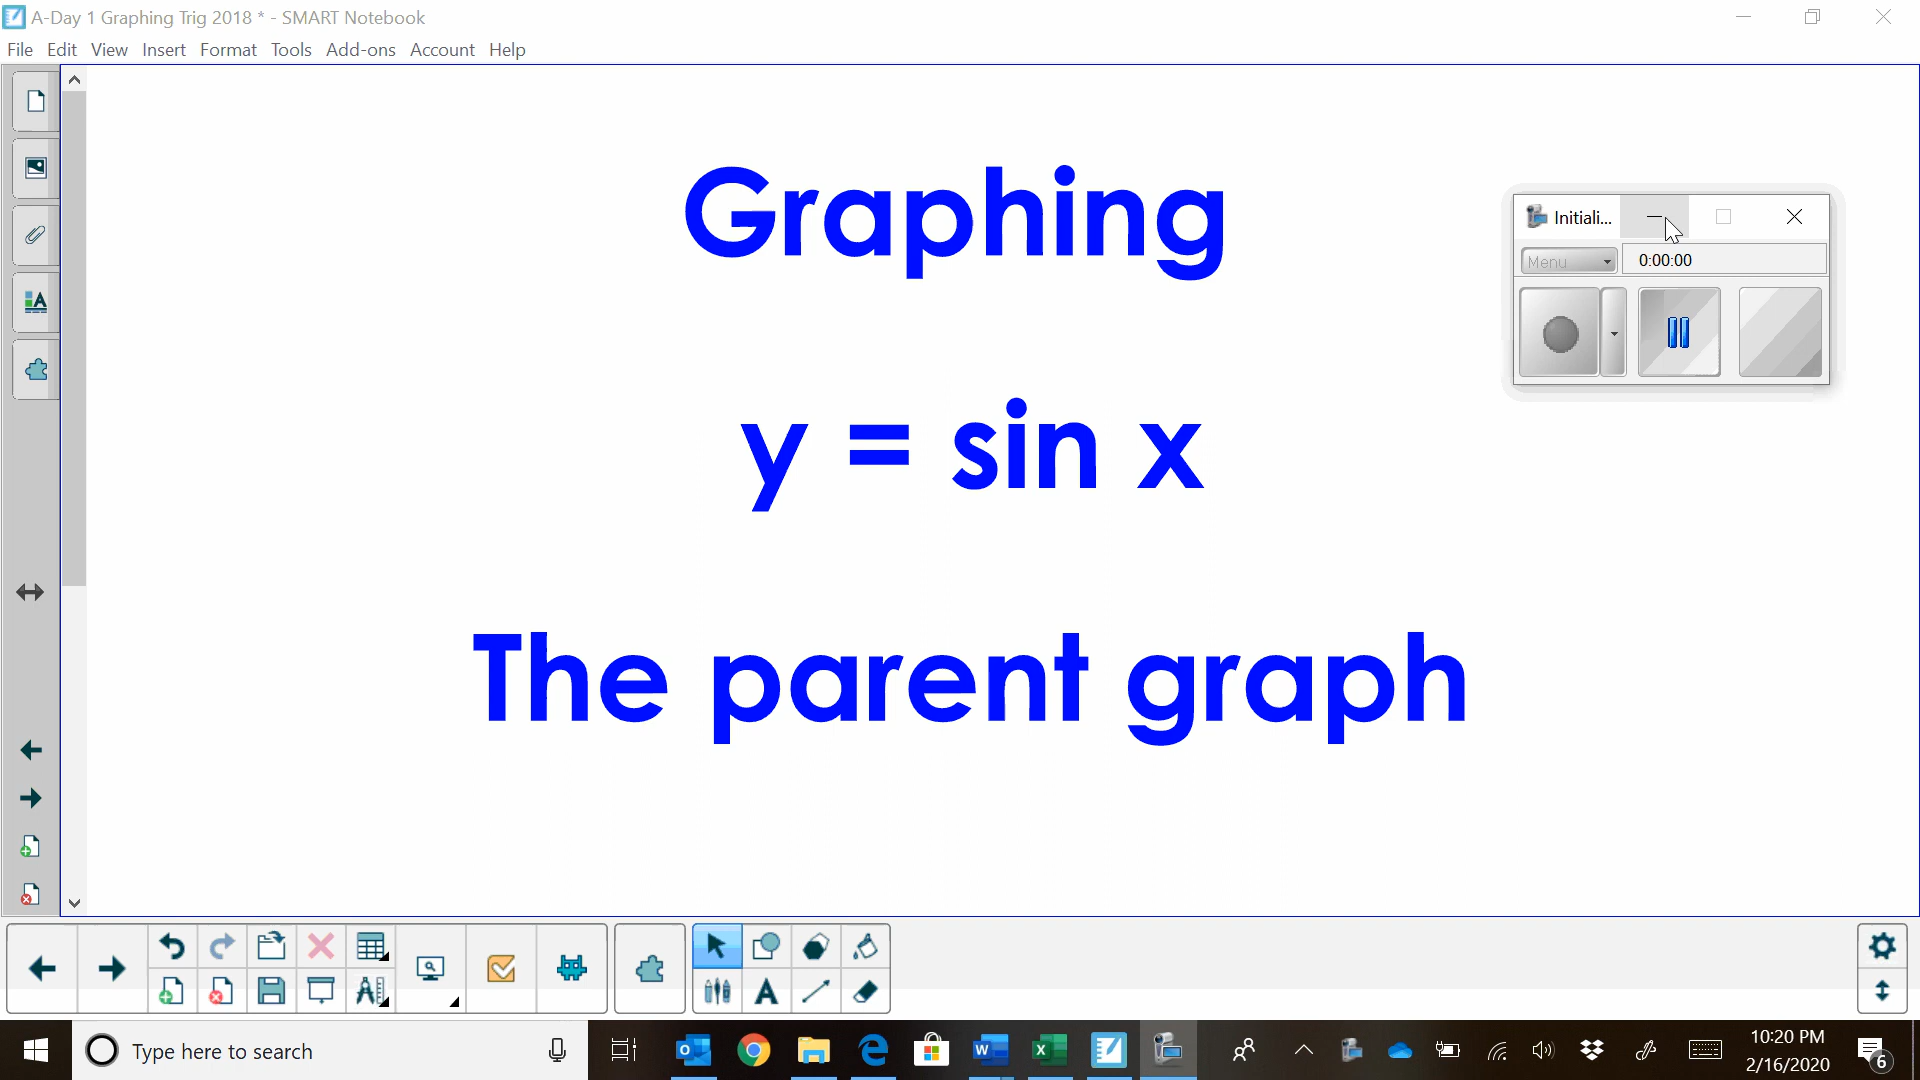 A-Day 1 Graphing Trig 2018 * - SMART Notebook
File Edit View Insert Format Tools Add-ons Account Help
Graphing
y = sin x
The parent graph
Initiali...
Menu
0:00:00
Type here to search
10:20 PM
2/16/2020
6